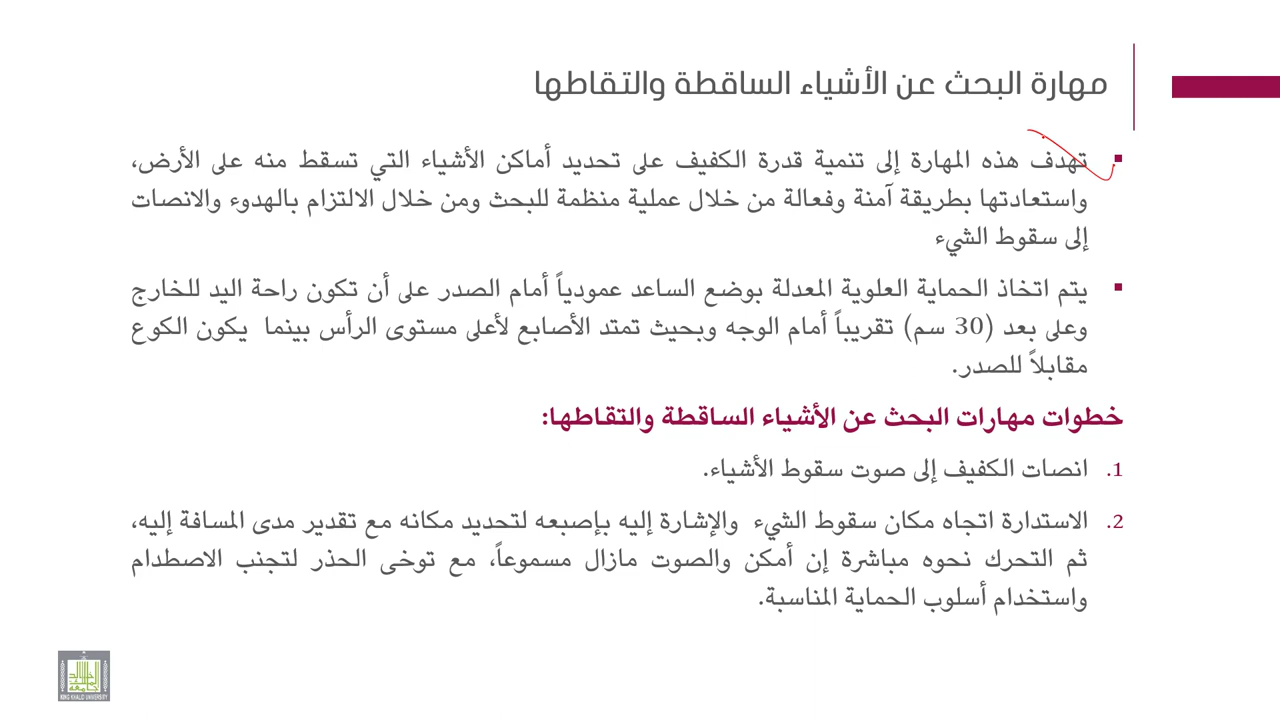 مهارة البحث عن الأشياء الساقطة والتقاطها
▪ تهدف هذه المهارة إلى تنمية قدرة الكفيف على تحديد أماكن الأشياء التي تسقط منه على الأرض،
واستعادتها بطريقة آمنة وفعالة من خلال عملية منظمة للبحث ومن خلال الالتزام بالهدوء والانصات
إلى سقوط الشيء
▪ يتم اتخاذ الحماية العلوية المعدلة بوضع الساعد عمودياً أمام الصدر على أن تكون راحة اليد للخارج
وعلى بعد (30 سم) تقريباً أمام الوجه وبحيث تمتد الأصابع لأعلى مستوى الرأس بينما يكون الكوع
مقابلاً للصدر.
خطوات مهارات البحث عن الأشياء الساقطة والتقاطها:
1. انصات الكفيف إلى صوت سقوط الأشياء.
2. الاستدارة اتجاه مكان سقوط الشيء والإشارة إليه بإصبعه لتحديد مكانه مع تقدير مدى المسافة إليه،
ثم التحرك نحوه مباشرة إن أمكن والصوت مازال مسموعاً، مع توخى الحذر لتجنب الاصطدام
واستخدام أسلوب الحماية المناسبة.
KING KHALID UNIVERSITY